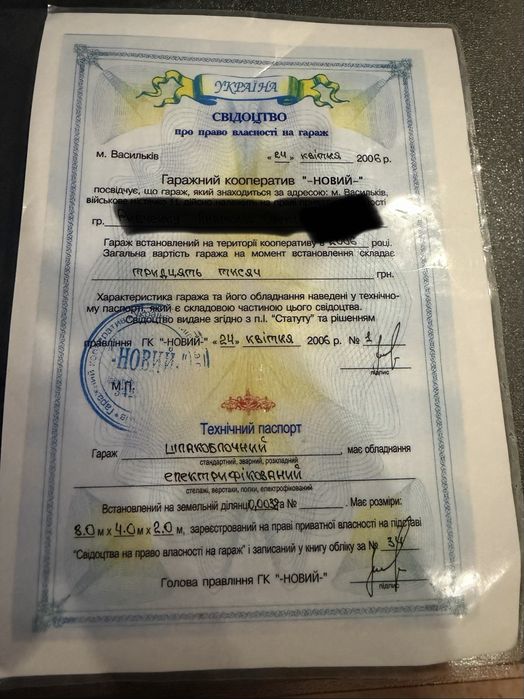 УКРАЇНА
СВІДОЦТВО
про право власності на гараж
м. Васильків „24„ квітня 2006 р.
Гаражний кооператив "-НОВИЙ-"
посвідчує, що гараж, який знаходиться за адресою: м. Васильків,
військове
гр.
Гараж встановлений на території кооперативу в 2006 році.
Загальна вартість гаража на момент встановлення складає
тридцять тисяч грн.
Характеристика гаража та його обладнання наведені у технічно-
му паспорті, який є складовою частиною цього свідоцтва.
Свідоцтво видане згідно з п.І. "Статуту" та рішенням
правління ГК "-НОВИЙ-" „24„ квітня 2006 р. № 1
підпис
-НОВИЙ-
М.П.
Технічний паспорт
Гараж шлакоблочний, має обладнання
стандартний, зварний, розкладний
електрифікований
стелажі, верстаки, полки, електрофікований
Встановлений на земельній ділянці № . Має розміри:
8.0 м х 4.0 м х 2.0 м, зареєстрований на праві приватної власності на підставі
"Свідоцтва на право власності на гараж" і записаний у книгу обліку за № 34
підпис
Голова правління ГК "-НОВИЙ-"